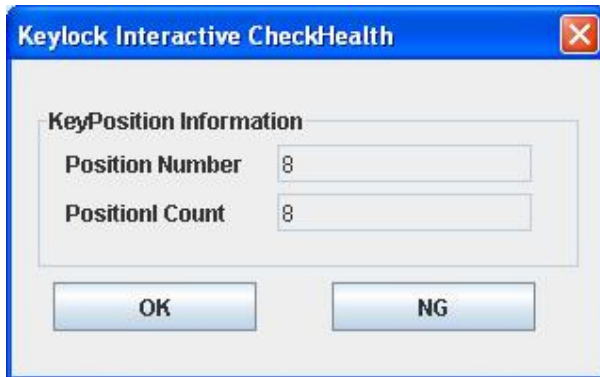 Keylock Interactive CheckHealth
KeyPosition Information
Position Number 8
Positionl Count 8
OK NG